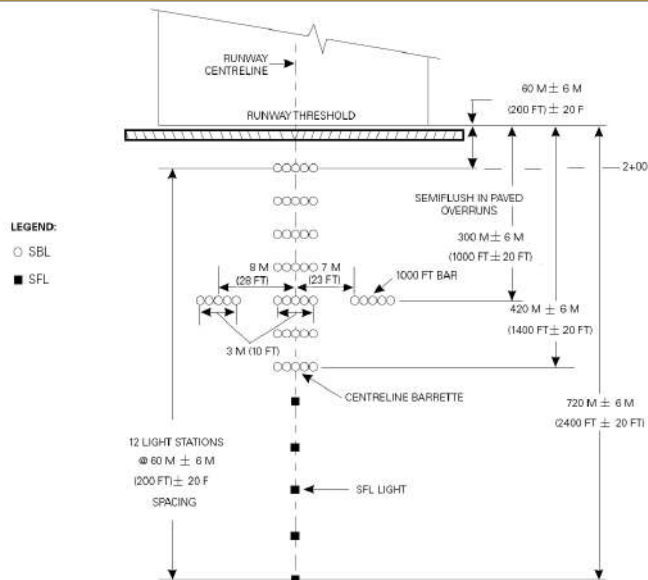 RUNWAY
CENTRELINE
60 M ± 6 M
(200 FT) ± 20 F
RUNWAY THRESHOLD
2+00
SEMIFLUSH IN PAVED
OVERRUNS
300 M ± 6 M
(1000 FT ± 20 FT)
LEGEND:
SBL
SFL
8 M
(28 FT)
7 M
(23 FT)
1000 FT BAR
420 M ± 6 M
(1400 FT ± 20 FT)
3 M (10 FT)
CENTRELINE BARRETTE
720 M ± 6 M
(2400 FT ± 20 FT)
12 LIGHT STATIONS
@ 60 M ± 6 M
(200 FT) ± 20 F
SPACING
SFL LIGHT